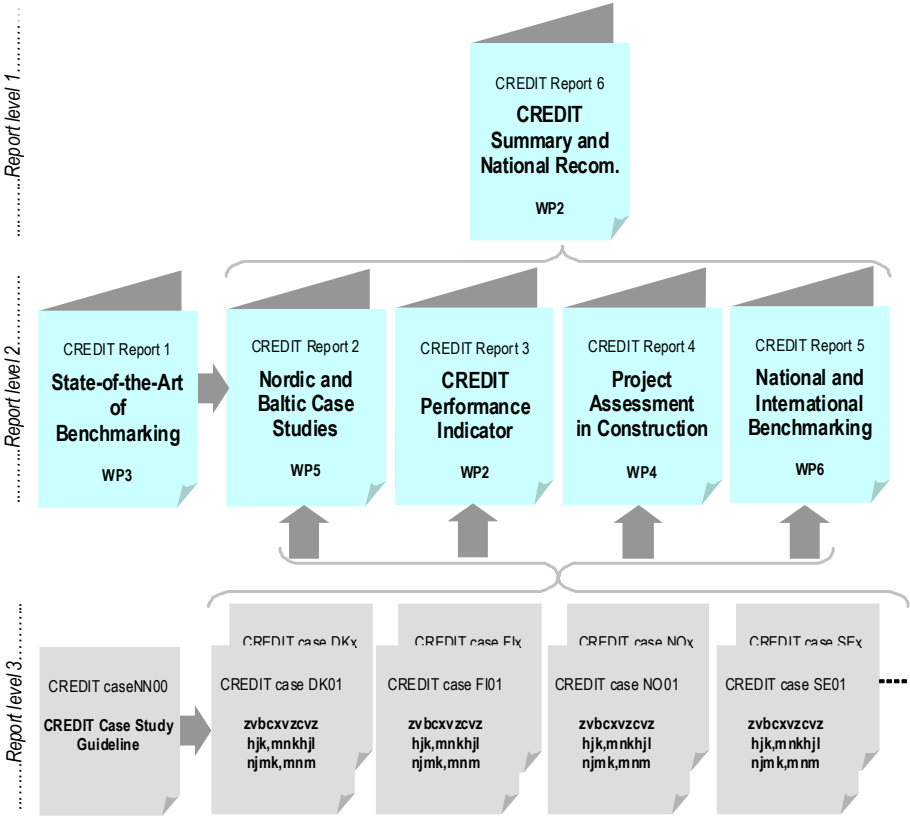 Report level 1
CREDIT Report 6
CREDIT
Summary and
National Recom.
WP2
Report level 2
CREDIT Report 1
State-of-the-Art
of
Benchmarking
WP3
CREDIT Report 2
Nordic and
Baltic Case
Studies
WP5
CREDIT Report 3
CREDIT
Performance
Indicator
WP2
CREDIT Report 4
Project
Assessment
in Construction
WP4
CREDIT Report 5
National and
International
Benchmarking
WP6
Report level 3
CREDIT caseNN00
CREDIT Case Study
Guideline
CREDIT case DKx
CREDIT case DK01
zvbcxvzcvz
hjk,mnkhjl
njmk,mnm
CREDIT case FIx
CREDIT case FI01
zvbcxvzcvz
hjk,mnkhjl
njmk,mnm
CREDIT case NOx
CREDIT case NO01
zvbcxvzcvz
hjk,mnkhjl
njmk,mnm
CREDIT case SEx
CREDIT case SE01
zvbcxvzcvz
hjk,mnkhjl
njmk,mnm